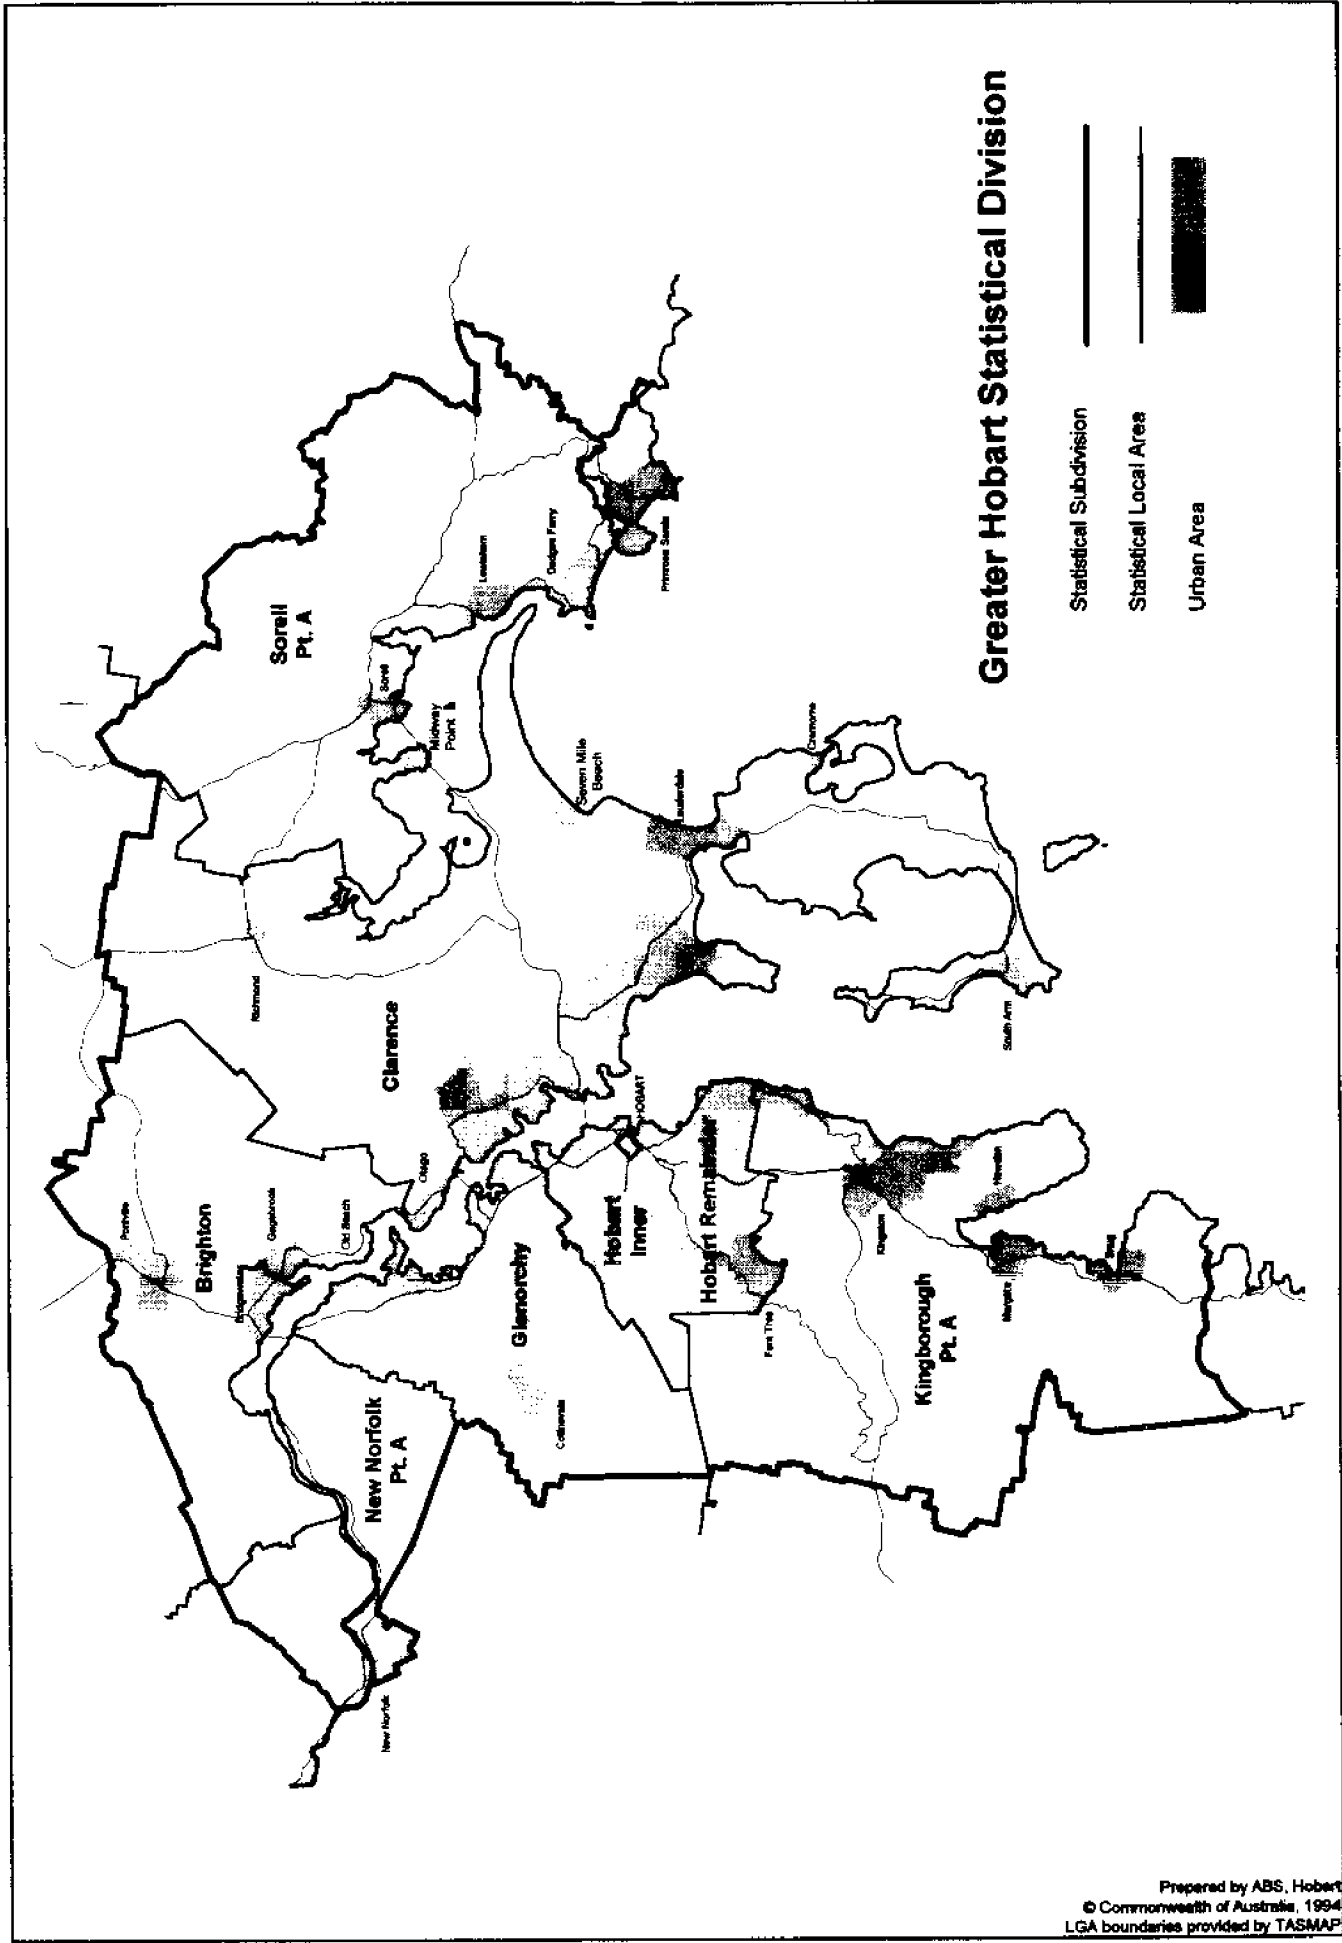 Greater Hobart Statistical Division
Statistical Subdivision
Statistical Local Area
Urban Area
Sorell
Pt. A
Sorell
Midway
Point
Lewisham
Dodges Ferry
Primrose Sands
Seven Mile
Beach
Lauderdale
Cremorne
Richmond
Clarence
South Arm
Otago
HOBART
Pontville
Brighton
Gagebrook
Old Beach
Bridgewater
Glenorchy
Hobart
Inner
Hobart Remainder
Kingston
Howden
Kingborough
Pt. A
Margate
Snug
Fern Tree
Collinsvale
New Norfolk
Pt. A
New Norfolk
Prepared by ABS, Hobart
© Commonwealth of Australia, 1994
LGA boundaries provided by TASMAP